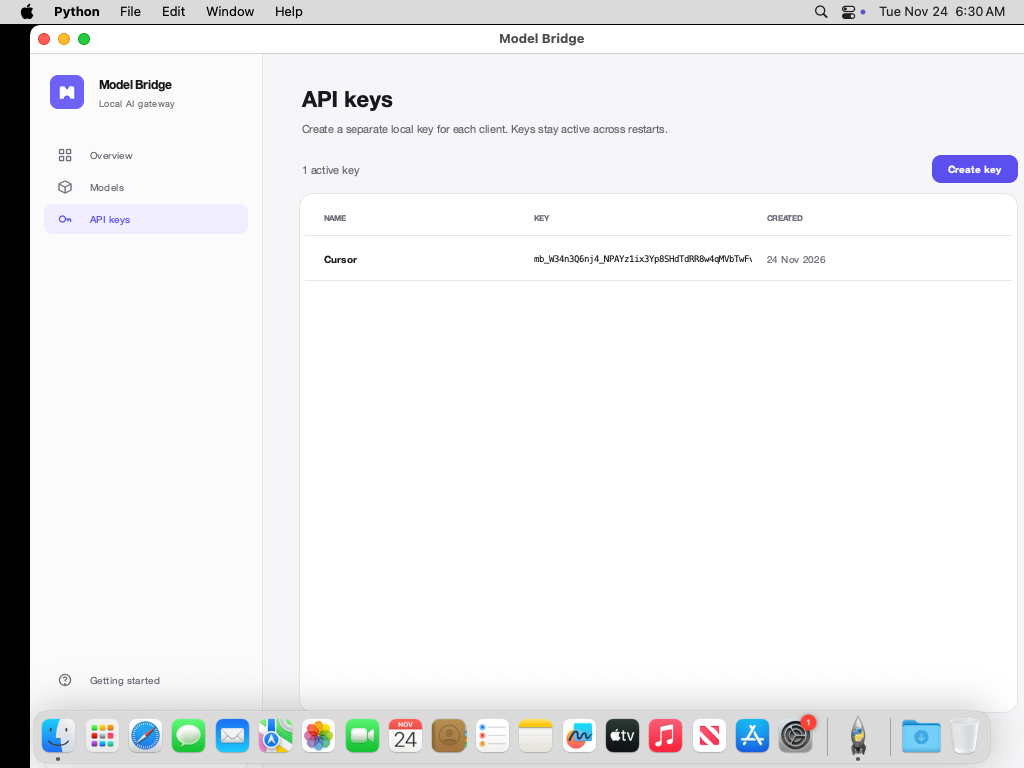 Python File Edit Window Help Tue Nov 24 6:30 AM
Model Bridge
Model Bridge
Local AI gateway
Overview
Models
API keys
Getting started
API keys
Create a separate local key for each client. Keys stay active across restarts.
1 active key
Create key
NAME KEY CREATED
Cursor mb_W34n3Q6nj4_NPAYz1ix3Yp8SHdTdRR8w4qMVbTwFv 24 Nov 2026
NOV
24
tv
1